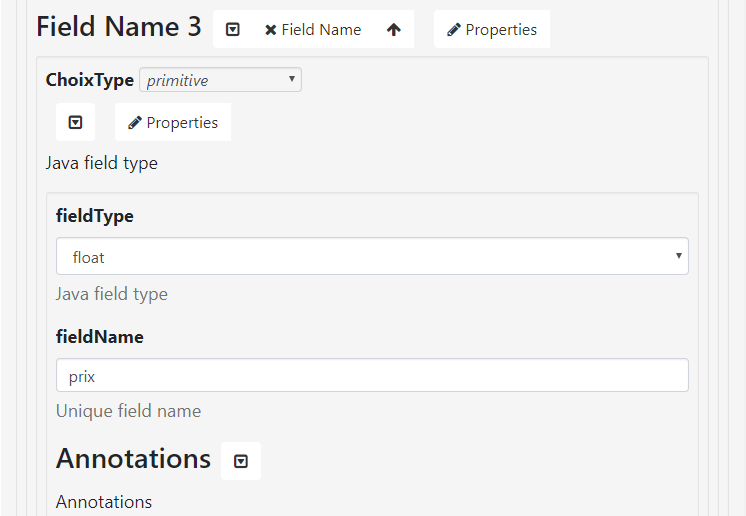 Field Name 3 Field Name Properties
ChoixType primitive
Properties
Java field type
fieldType
float
Java field type
fieldName
prix
Unique field name
Annotations
Annotations